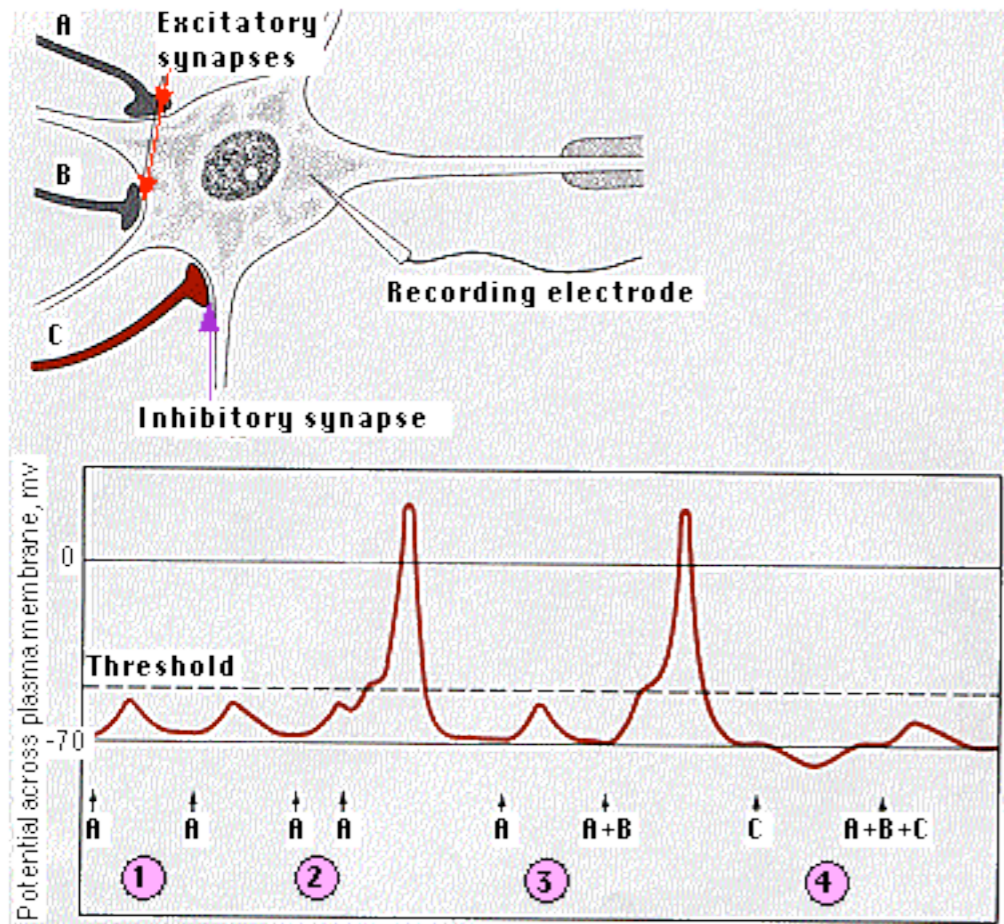 A
Excitatory
synapses
B
C
Recording electrode
Inhibitory synapse
Potential across plasma membrane, mv
0
Threshold
-70
A A A A A A+B C A+B+C
1 2 3 4